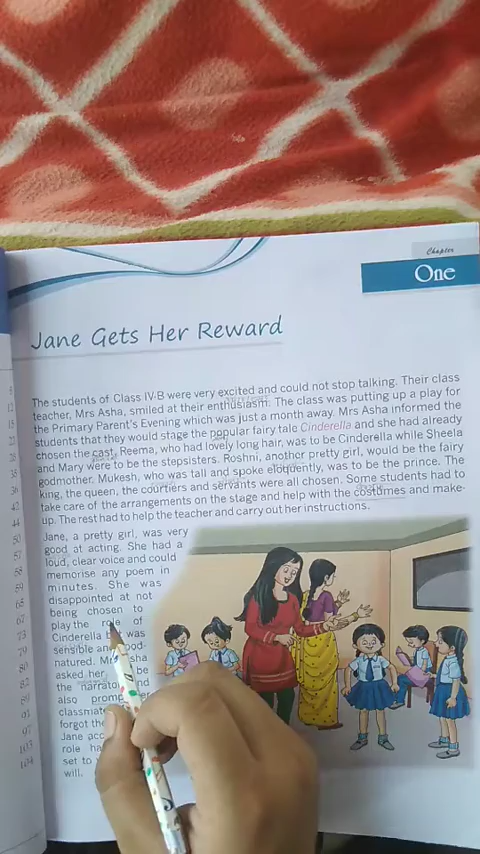 Chapter
One
Jane Gets Her Reward
The students of Class IV-B were very excited and could not stop talking. Their class
teacher, Mrs Asha, smiled at their enthusiasm. The class was putting up a play for
the Primary Parent's Evening which was just a month away. Mrs Asha informed the
students that they would stage the popular fairy tale Cinderella and she had already
chosen the cast. Reema, who had lovely long hair, was to be Cinderella while Sheela
and Mary were to be the stepsisters. Roshni, another pretty girl, would be the fairy
godmother. Mukesh, who was tall and spoke eloquently, was to be the prince. The
king, the queen, the courtiers and servants were all chosen. Some students had to
take care of the arrangements on the stage and help with the costumes and make-
up. The rest had to help the teacher and carry out her instructions.
Jane, a pretty girl, was very
good at acting. She had a
loud, clear voice and could
memorise any poem in
minutes. She was
disappointed at not
being chosen to
play the of
Cinderella was
sensible
natured.
asked her be
the narrator
also
classmate
forgot the
Jane acc
role ha
set to
will.